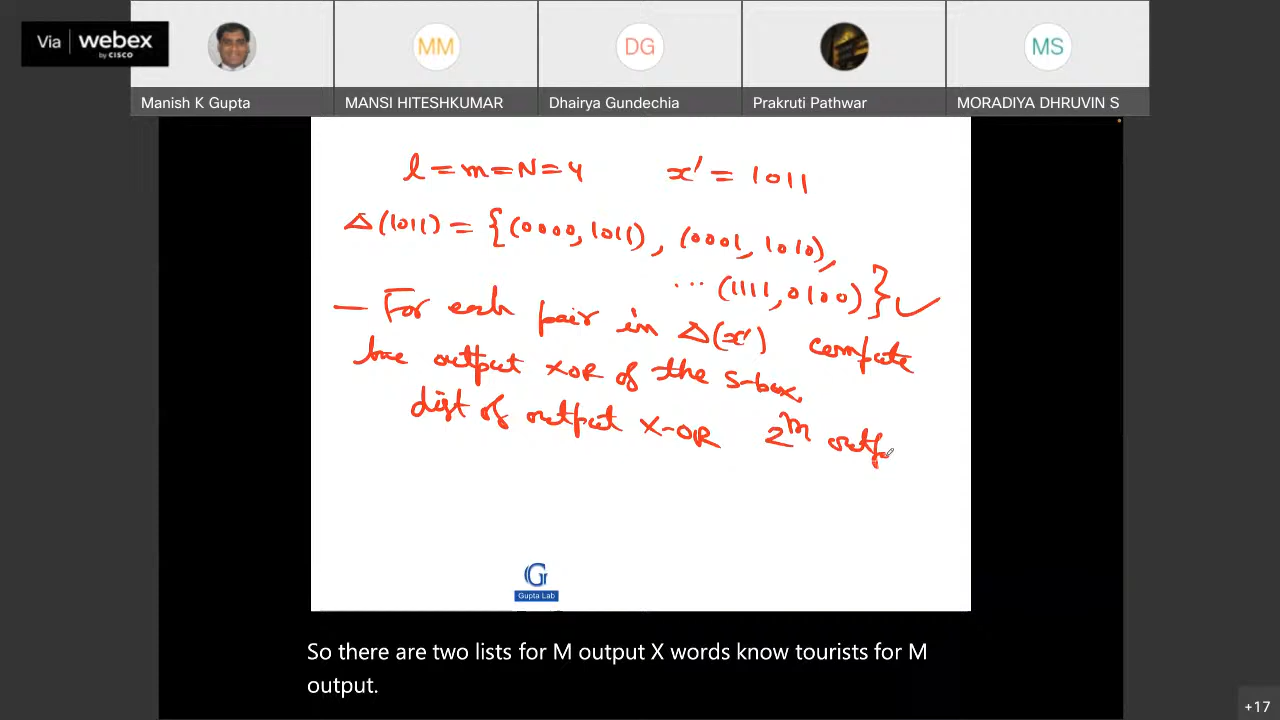 Via webex
by CISCO
Manish K Gupta
MM
MANSI HITESHKUMAR
DG
Dhairya Gundechia
Prakruti Pathwar
MS
MORADIYA DHRUVIN S
l = m = N = 4 x' = 1011
Δ(1011) = {(0000, 1011), (0001, 1010),
... (1111, 0100)} ✓
— For each pair in Δ(x') compute
the output XOR of the S-box,
dist of output X-OR 2^m outp
G
Gupta Lab
So there are two lists for M output X words know tourists for M
output.
+17